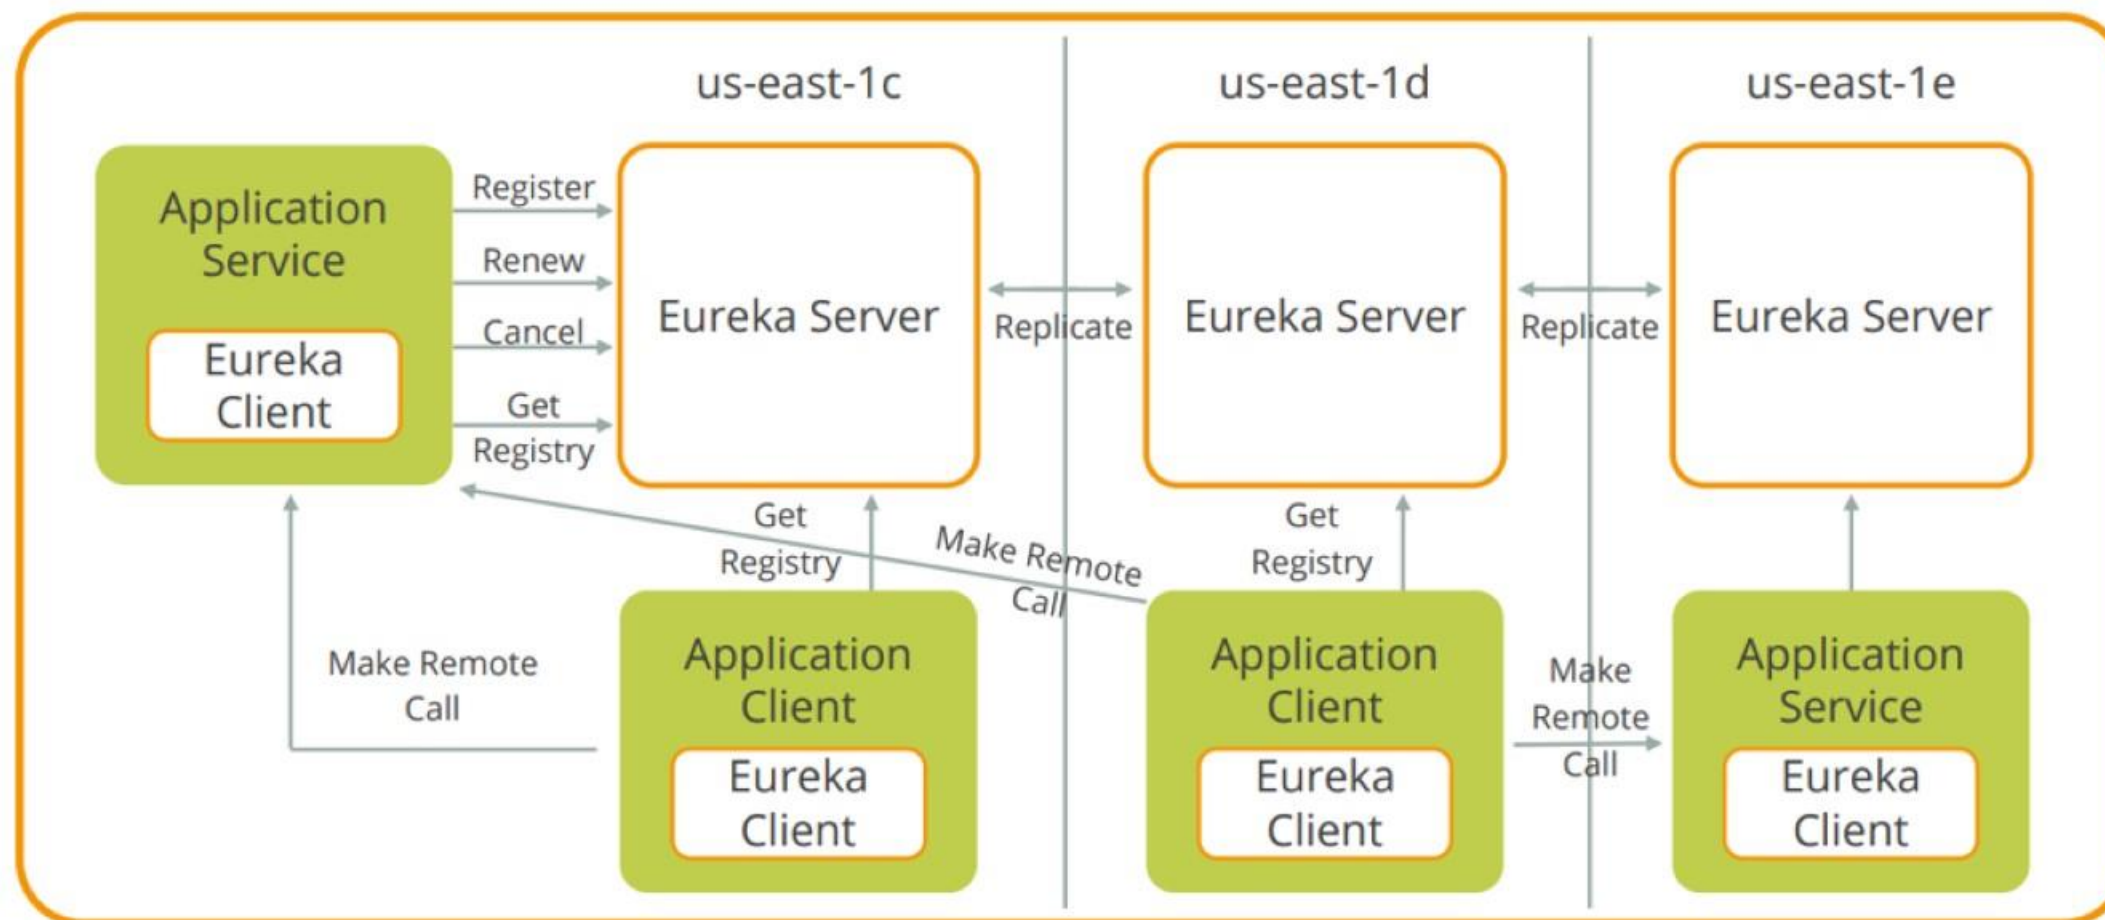 us-east-1c
us-east-1d
us-east-1e
Application
Service
Eureka
Client
Register
Renew
Cancel
Get
Registry
Eureka Server
Replicate
Eureka Server
Replicate
Eureka Server
Get
Registry
Make Remote
Call
Get
Registry
Make Remote
Call
Application
Client
Eureka
Client
Application
Client
Eureka
Client
Make
Remote
Call
Application
Service
Eureka
Client